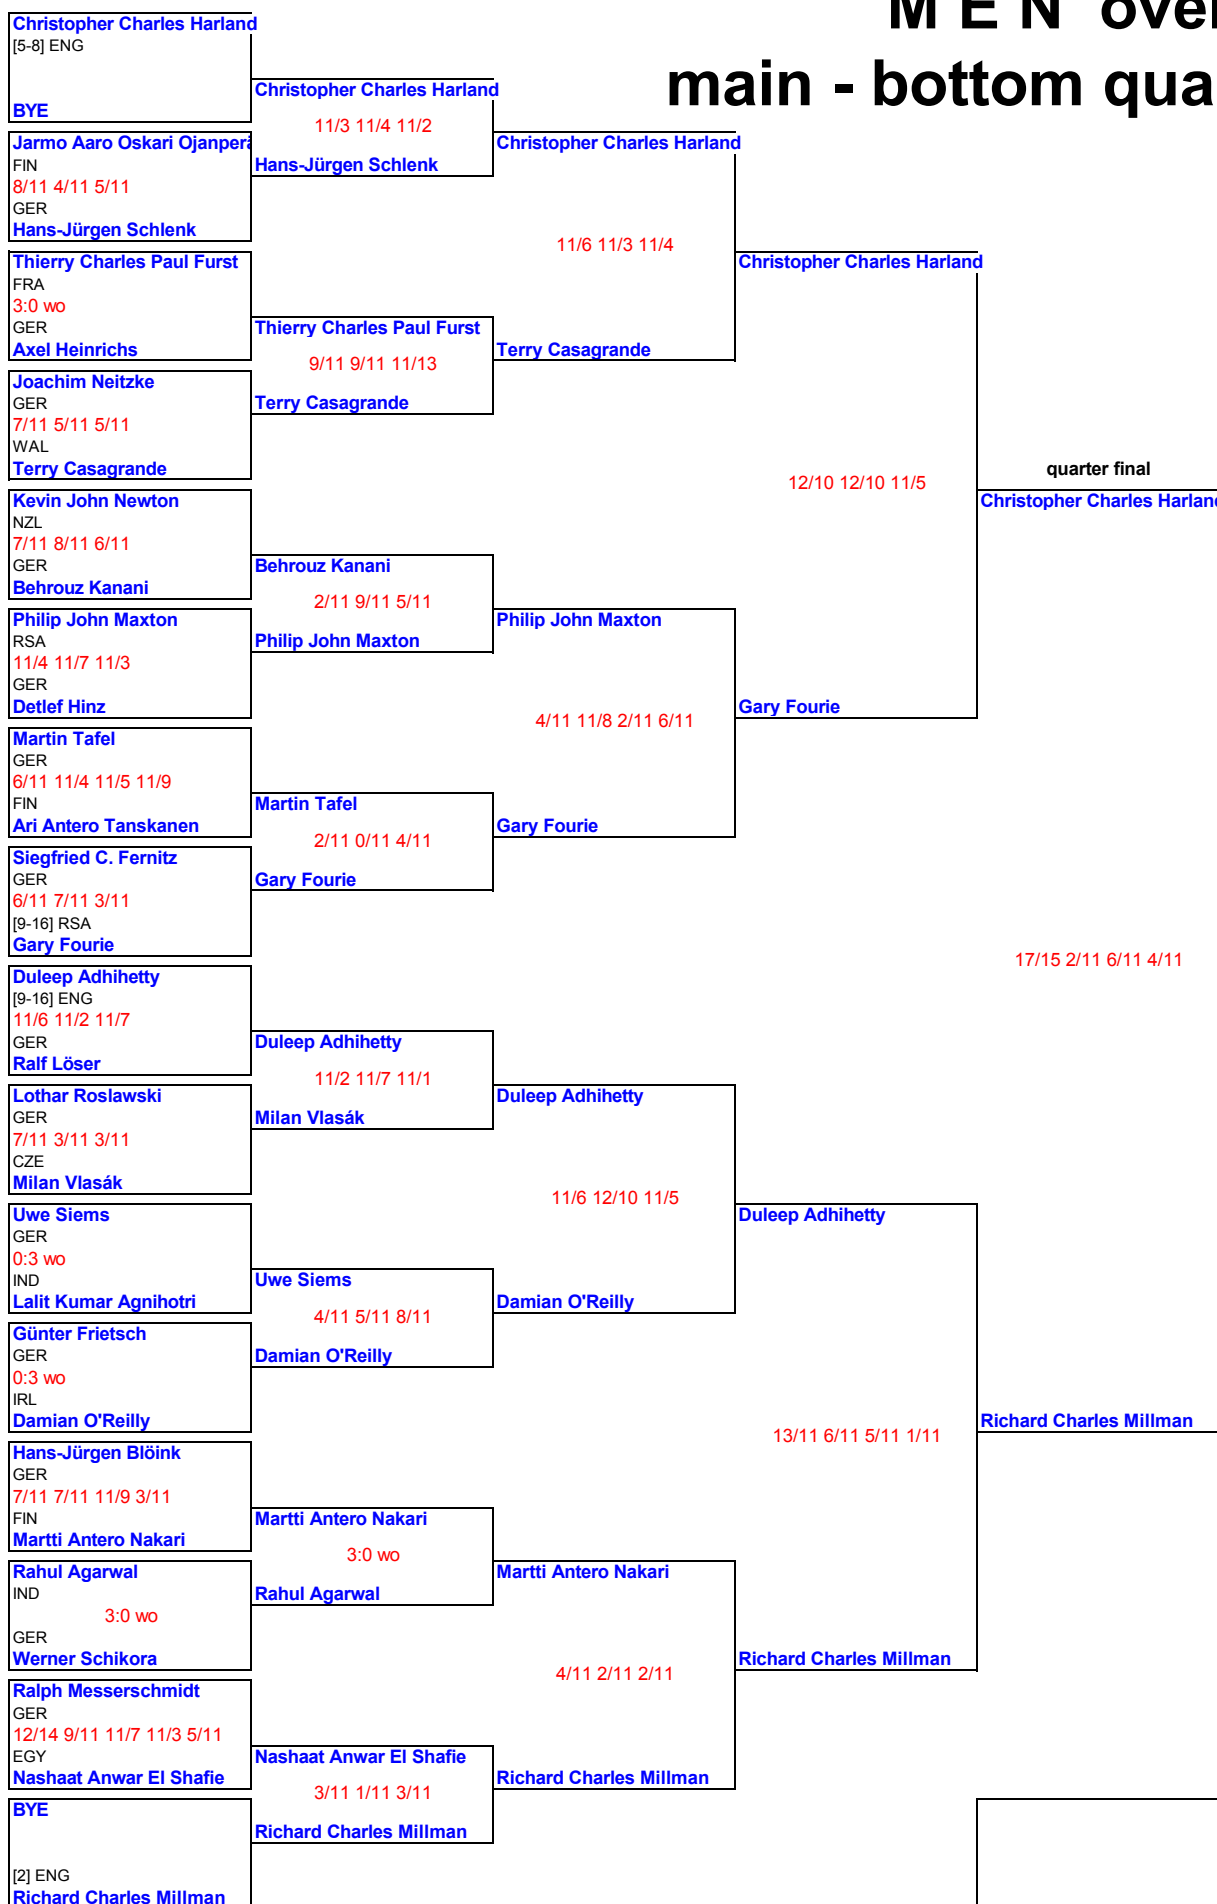 M E N over
main - bottom qua
Christopher Charles Harland
[5-8] ENG
BYE
Jarmo Aaro Oskari Ojanperä
FIN
8/11 4/11 5/11
GER
Hans-Jürgen Schlenk
Thierry Charles Paul Furst
FRA
3:0 wo
GER
Axel Heinrichs
Joachim Neitzke
GER
7/11 5/11 5/11
WAL
Terry Casagrande
Kevin John Newton
NZL
7/11 8/11 6/11
GER
Behrouz Kanani
Philip John Maxton
RSA
11/4 11/7 11/3
GER
Detlef Hinz
Martin Tafel
GER
6/11 11/4 11/5 11/9
FIN
Ari Antero Tanskanen
Siegfried C. Fernitz
GER
6/11 7/11 3/11
[9-16] RSA
Gary Fourie
Duleep Adhihetty
[9-16] ENG
11/6 11/2 11/7
GER
Ralf Löser
Lothar Roslawski
GER
7/11 3/11 3/11
CZE
Milan Vlasák
Uwe Siems
GER
0:3 wo
IND
Lalit Kumar Agnihotri
Günter Frietsch
GER
0:3 wo
IRL
Damian O'Reilly
Hans-Jürgen Blöink
GER
7/11 7/11 11/9 3/11
FIN
Martti Antero Nakari
Rahul Agarwal
IND
3:0 wo
GER
Werner Schikora
Ralph Messerschmidt
GER
12/14 9/11 11/7 11/3 5/11
EGY
Nashaat Anwar El Shafie
BYE
[2] ENG
Richard Charles Millman
Christopher Charles Harland
11/3 11/4 11/2
Hans-Jürgen Schlenk
Thierry Charles Paul Furst
9/11 9/11 11/13
Terry Casagrande
Behrouz Kanani
2/11 9/11 5/11
Philip John Maxton
Martin Tafel
2/11 0/11 4/11
Gary Fourie
Duleep Adhihetty
11/2 11/7 11/1
Milan Vlasák
Uwe Siems
4/11 5/11 8/11
Damian O'Reilly
Martti Antero Nakari
3:0 wo
Rahul Agarwal
Nashaat Anwar El Shafie
3/11 1/11 3/11
Richard Charles Millman
Christopher Charles Harland
11/6 11/3 11/4
Terry Casagrande
Philip John Maxton
4/11 11/8 2/11 6/11
Gary Fourie
Duleep Adhihetty
11/6 12/10 11/5
Damian O'Reilly
Martti Antero Nakari
4/11 2/11 2/11
Richard Charles Millman
Christopher Charles Harland
12/10 12/10 11/5
Gary Fourie
Duleep Adhihetty
13/11 6/11 5/11 1/11
Richard Charles Millman
quarter final
Christopher Charles Harland
17/15 2/11 6/11 4/11
Richard Charles Millman